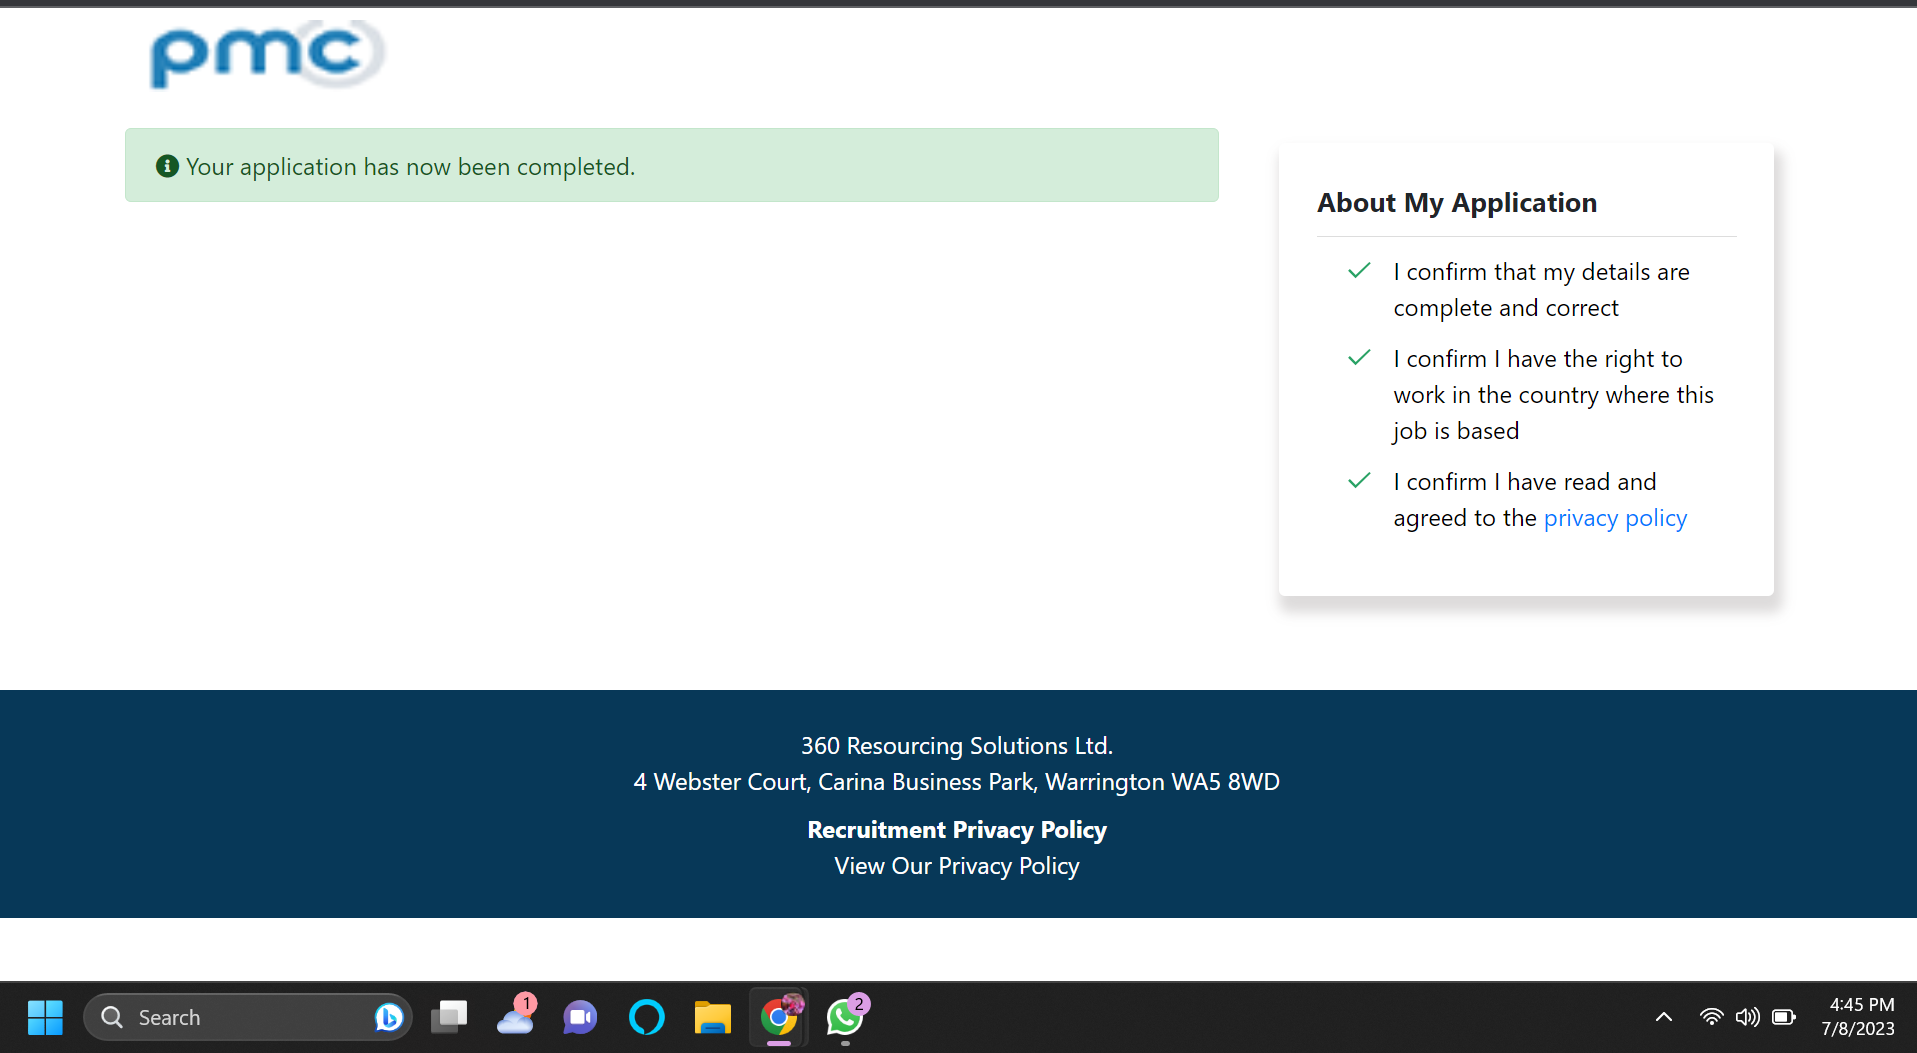 pmc
Your application has now been completed.
About My Application
I confirm that my details are
complete and correct
I confirm I have the right to
work in the country where this
job is based
I confirm I have read and
agreed to the privacy policy
360 Resourcing Solutions Ltd.
4 Webster Court, Carina Business Park, Warrington WA5 8WD
Recruitment Privacy Policy
View Our Privacy Policy
Search
1
2
4:45 PM
7/8/2023